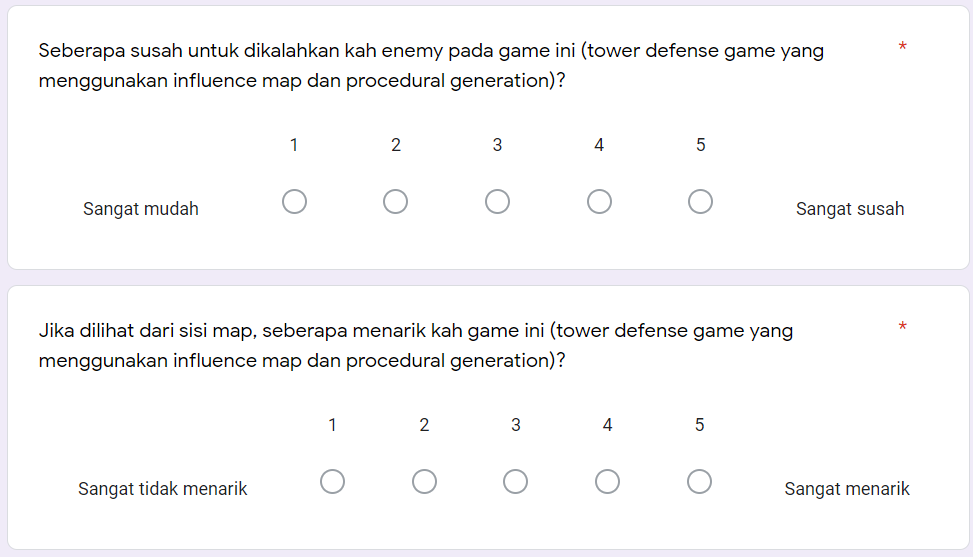 Seberapa susah untuk dikalahkan kah enemy pada game ini (tower defense game yang *
menggunakan influence map dan procedural generation)?
1 2 3 4 5
Sangat mudah Sangat susah
Jika dilihat dari sisi map, seberapa menarik kah game ini (tower defense game yang *
menggunakan influence map dan procedural generation)?
1 2 3 4 5
Sangat tidak menarik Sangat menarik